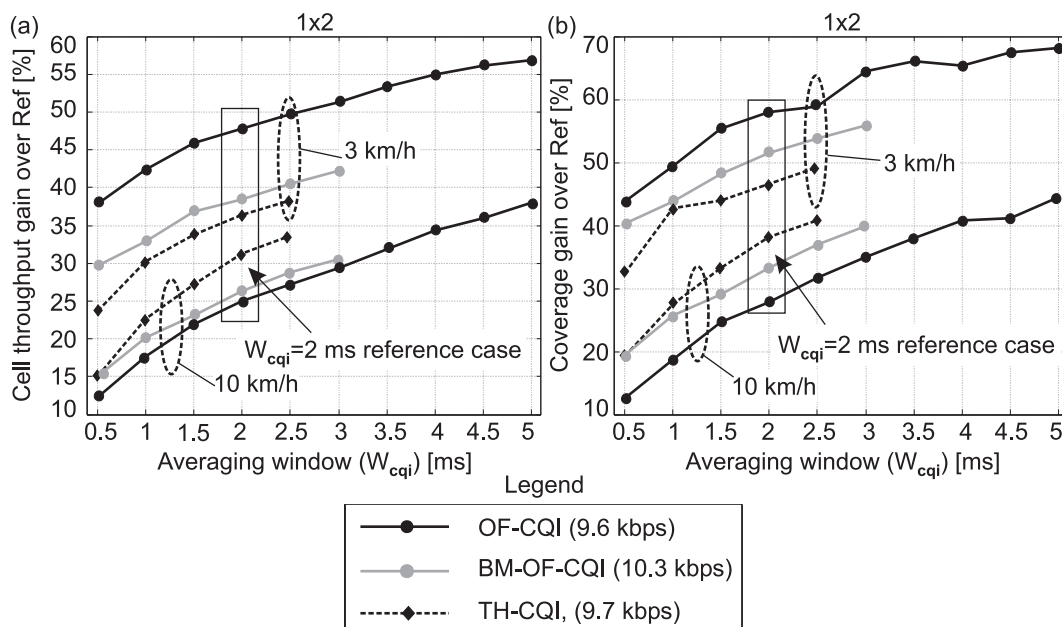 (a)
1x2
Cell throughput gain over Ref [%]
60
55
50
45
40
35
30
25
20
15
10
3 km/h
W_cqi=2 ms reference case
10 km/h
0.5 1 1.5 2 2.5 3 3.5 4 4.5 5
Averaging window (W_cqi) [ms]
(b)
1x2
Coverage gain over Ref [%]
70
60
50
40
30
20
10
3 km/h
W_cqi=2 ms reference case
10 km/h
0.5 1 1.5 2 2.5 3 3.5 4 4.5 5
Averaging window (W_cqi) [ms]
Legend
OF-CQI (9.6 kbps)
BM-OF-CQI (10.3 kbps)
TH-CQI, (9.7 kbps)